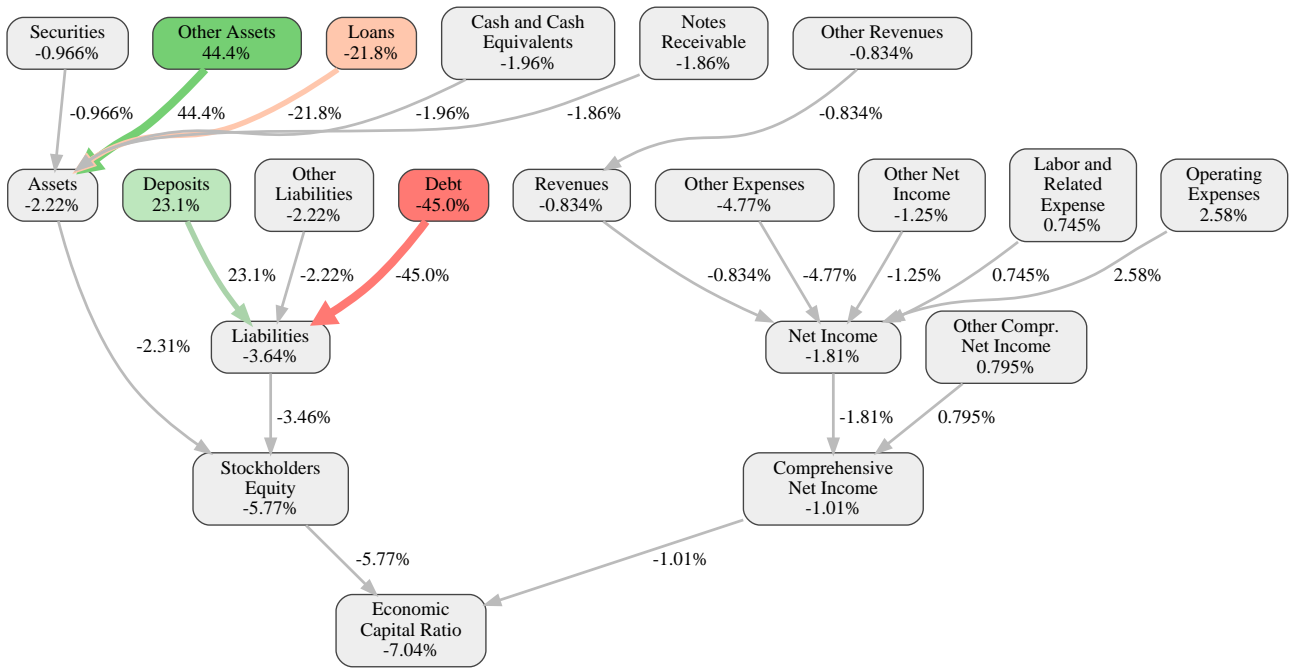 Securities
-0.966%
Other Assets
44.4%
Loans
-21.8%
Cash and Cash
Equivalents
-1.96%
Notes
Receivable
-1.86%
Other Revenues
-0.834%
-0.966%
44.4%
-21.8%
-1.96%
-1.86%
-0.834%
Assets
-2.22%
Deposits
23.1%
Other
Liabilities
-2.22%
Debt
-45.0%
Revenues
-0.834%
Other Expenses
-4.77%
Other Net
Income
-1.25%
Labor and
Related
Expense
0.745%
Operating
Expenses
2.58%
23.1%
-2.22%
-45.0%
-0.834%
-4.77%
-1.25%
0.745%
2.58%
-2.31%
Liabilities
-3.64%
Net Income
-1.81%
Other Compr.
Net Income
0.795%
-3.46%
-1.81%
0.795%
Stockholders
Equity
-5.77%
Comprehensive
Net Income
-1.01%
-5.77%
-1.01%
Economic
Capital Ratio
-7.04%